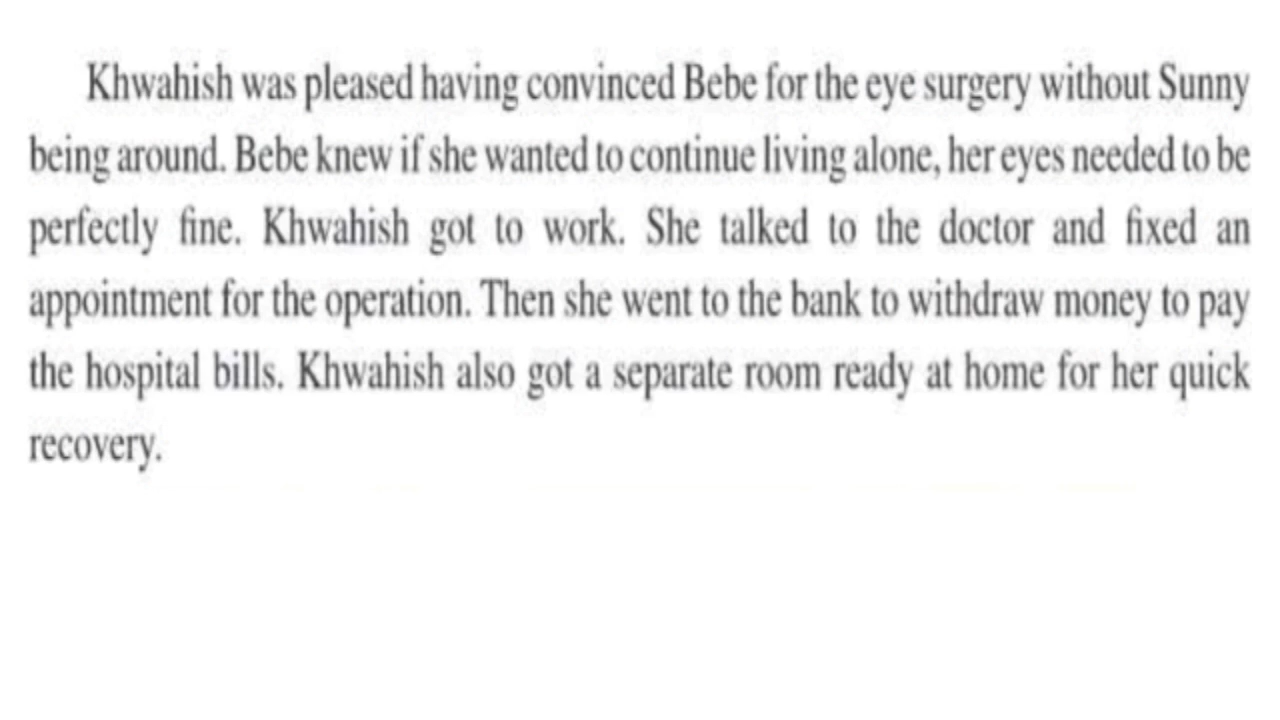 Khwahish was pleased having convinced Bebe for the eye surgery without Sunny
being around. Bebe knew if she wanted to continue living alone, her eyes needed to be
perfectly fine. Khwahish got to work. She talked to the doctor and fixed an
appointment for the operation. Then she went to the bank to withdraw money to pay
the hospital bills. Khwahish also got a separate room ready at home for her quick
recovery.